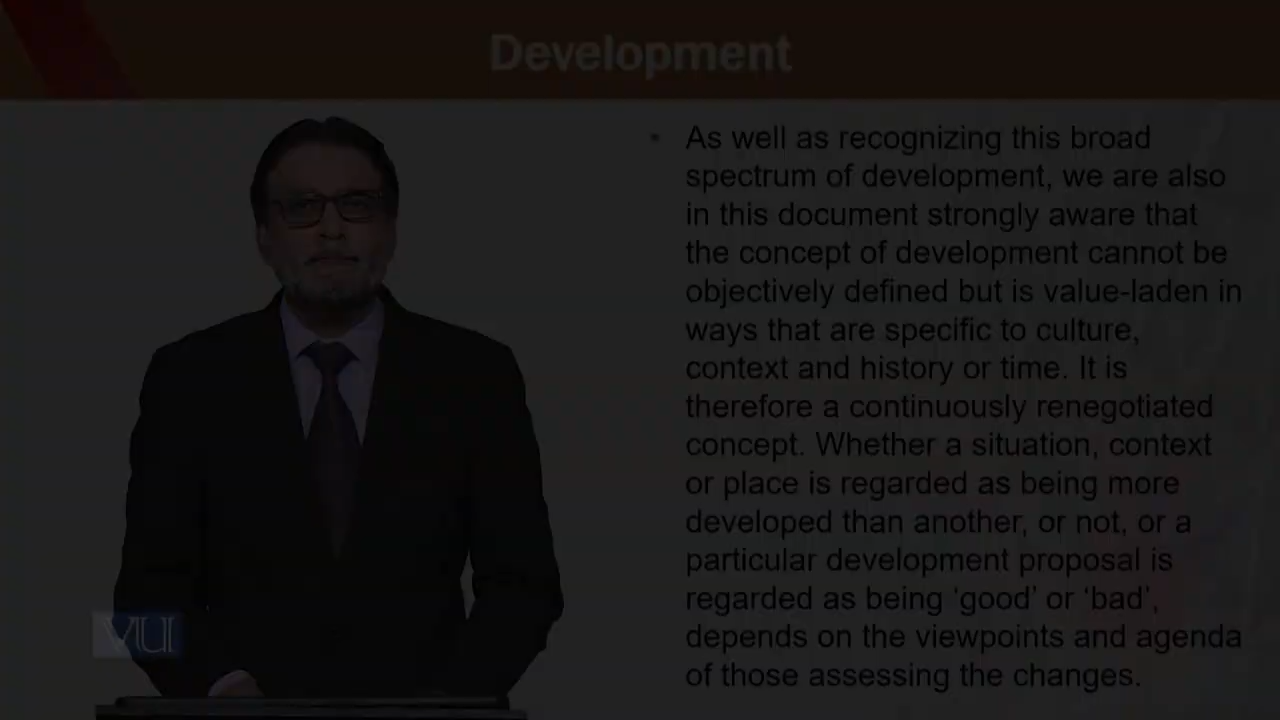 Development
• As well as recognizing this broad
spectrum of development, we are also
in this document strongly aware that
the concept of development cannot be
objectively defined but is value-laden in
ways that are specific to culture,
context and history or time. It is
therefore a continuously renegotiated
concept. Whether a situation, context
or place is regarded as being more
developed than another, or not, or a
particular development proposal is
regarded as being ‘good’ or ‘bad’,
depends on the viewpoints and agenda
of those assessing the changes.
VU